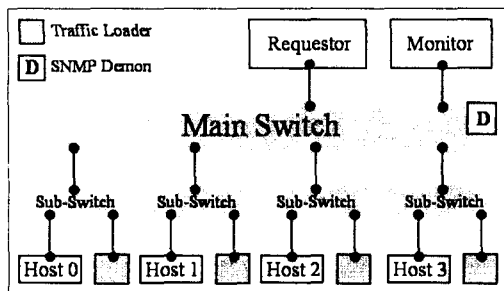 Traffic Loader
D SNMP Demon
Requestor
Monitor
D
Main Switch
Sub-Switch Sub-Switch Sub-Switch Sub-Switch
Host 0 Host 1 Host 2 Host 3